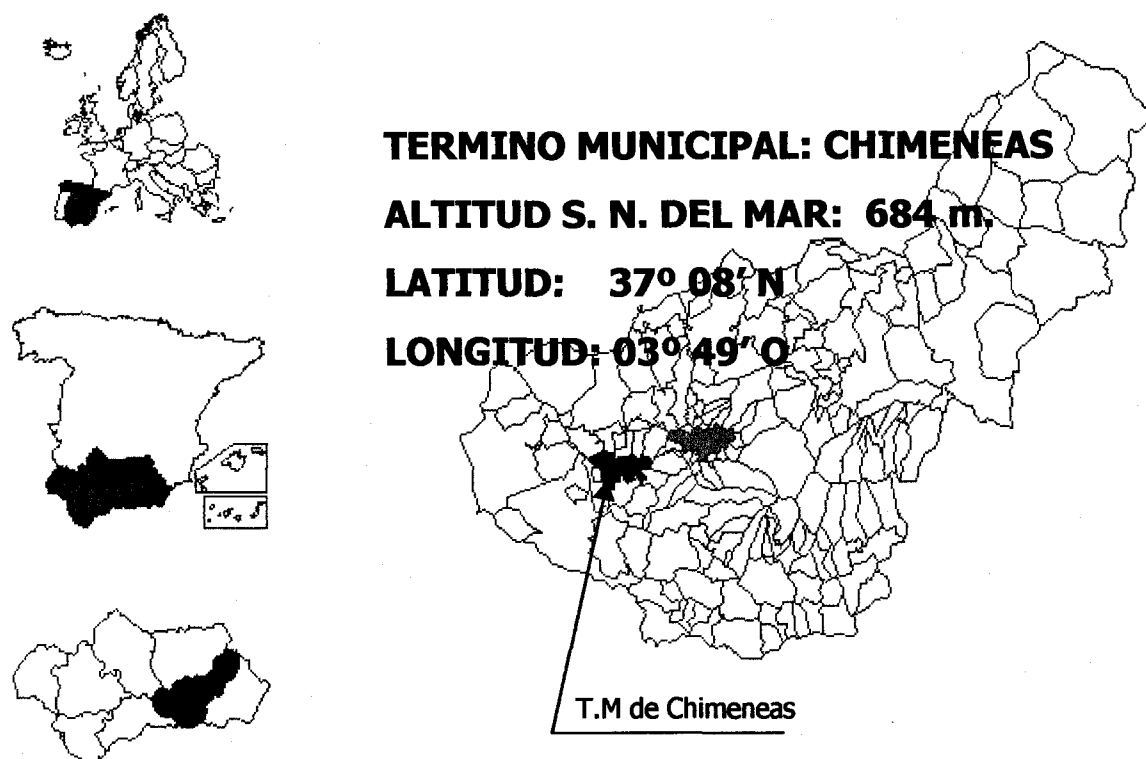 TERMINO MUNICIPAL: CHIMENEAS
ALTITUD S. N. DEL MAR: 684 m.
LATITUD: 37º 08' N
LONGITUD: 03º 49' O
T.M de Chimeneas